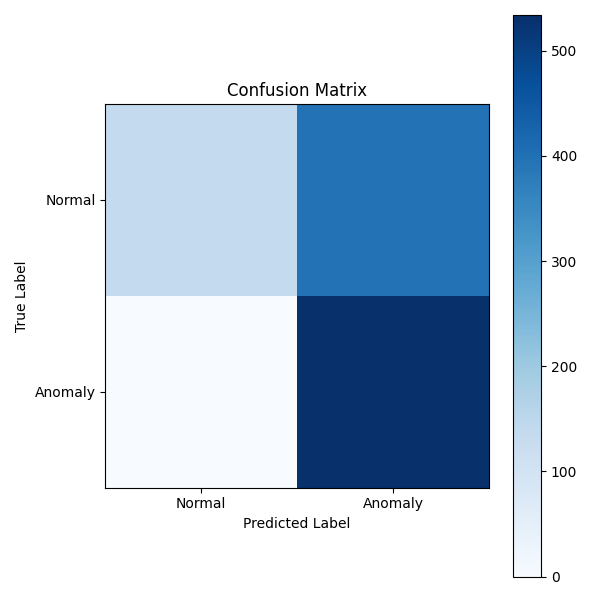 Confusion Matrix
True Label
Normal
Anomaly
Normal Anomaly
Predicted Label
500
400
300
200
100
0